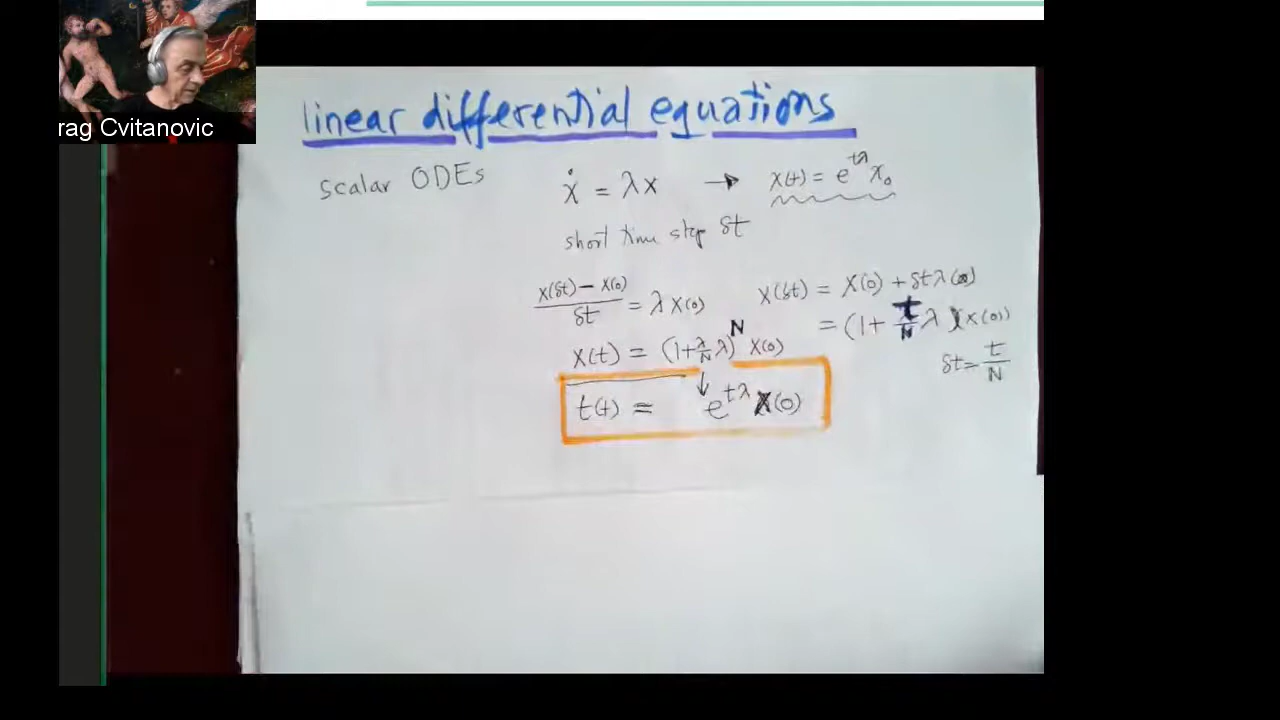 rag Cvitanovic
linear differential equations
scalar ODEs ẋ = λx → x(t) = e^{tλ} x₀
short time step δt
(x(δt) − x(0))/δt = λ x(0) x(δt) = x(0) + δtλ(0)
= (1 + t/N λ) x(0)
x(t) = (1 + λ/N λ)^N x(0) δt = t/N
t(t) = e^{tλ} x(0)